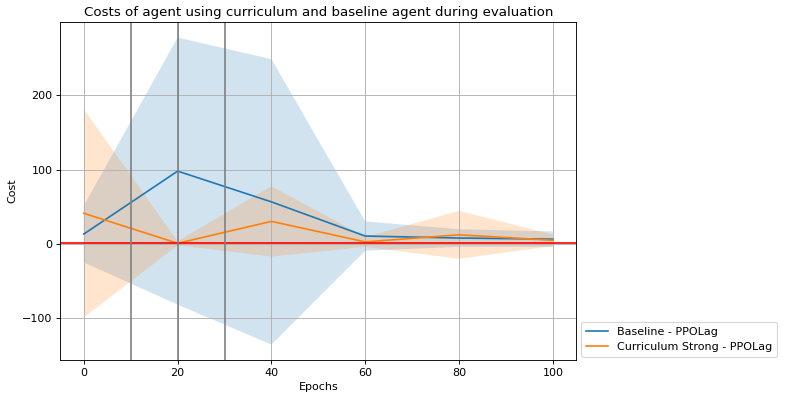 Costs of agent using curriculum and baseline agent during evaluation
200
100
0
−100
Cost
0 20 40 60 80 100
Epochs
Baseline - PPOLag
Curriculum Strong - PPOLag